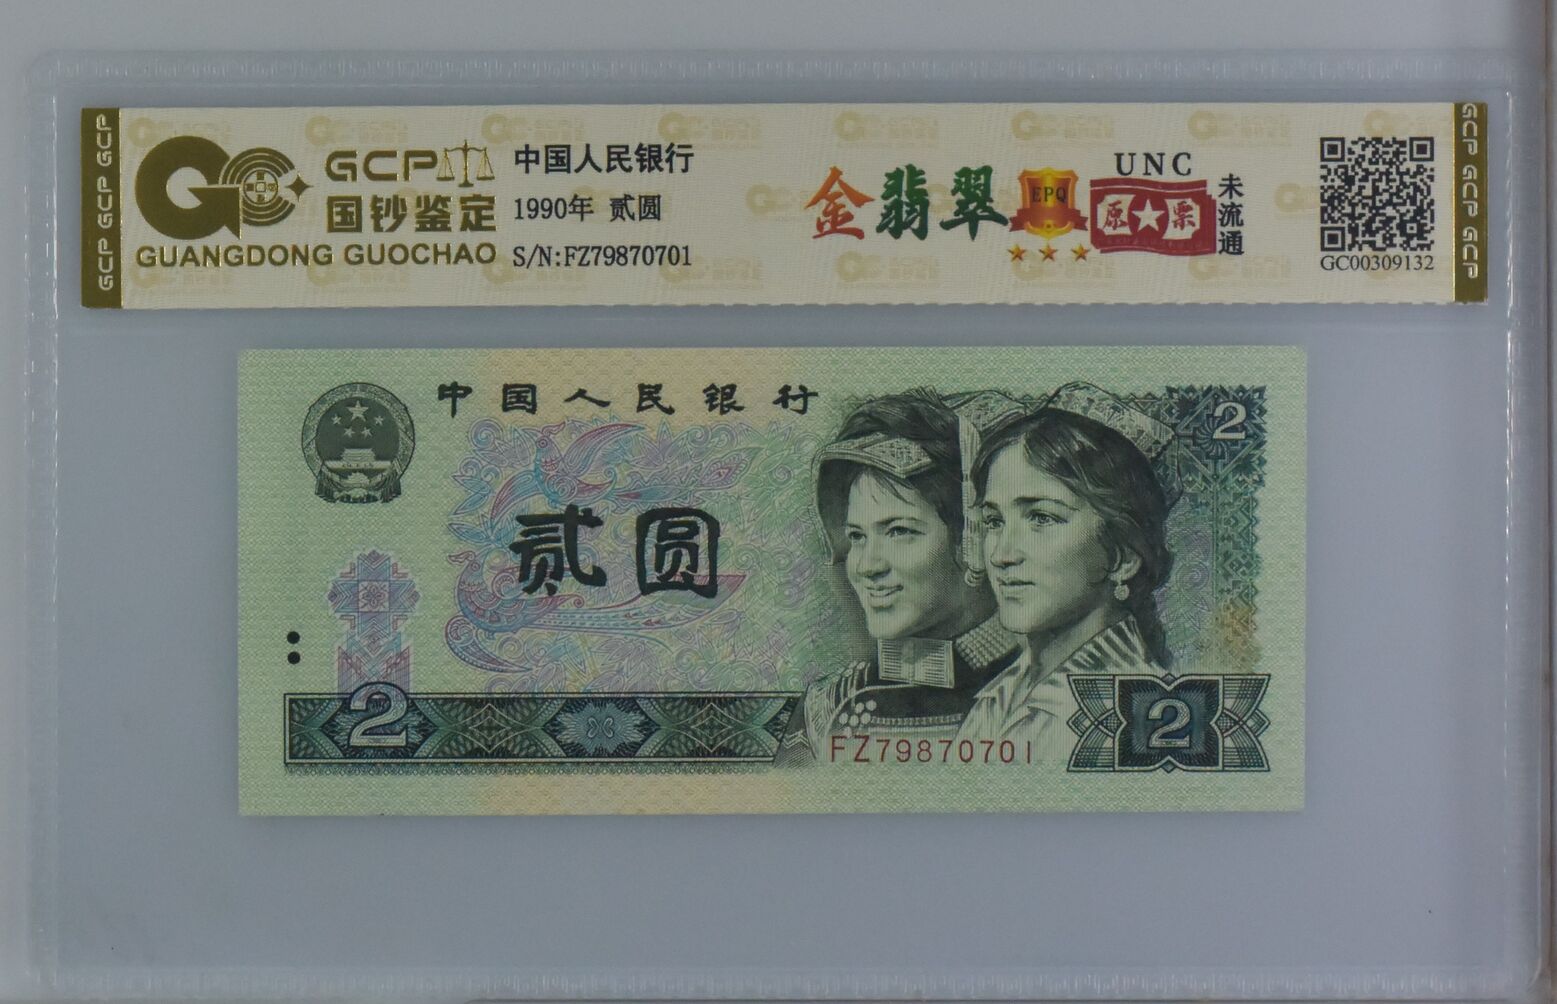 GCP GCP GCP
GCP
国钞鉴定
GUANGDONG GUOCHAO
中国人民银行
1990年 贰圆
S/N:FZ79870701
金翡翠
EPQ
UNC
原★票
未流通
GC00309132
GCP GCP GCP
中国人民银行
2
贰圆
2
FZ79870701
2